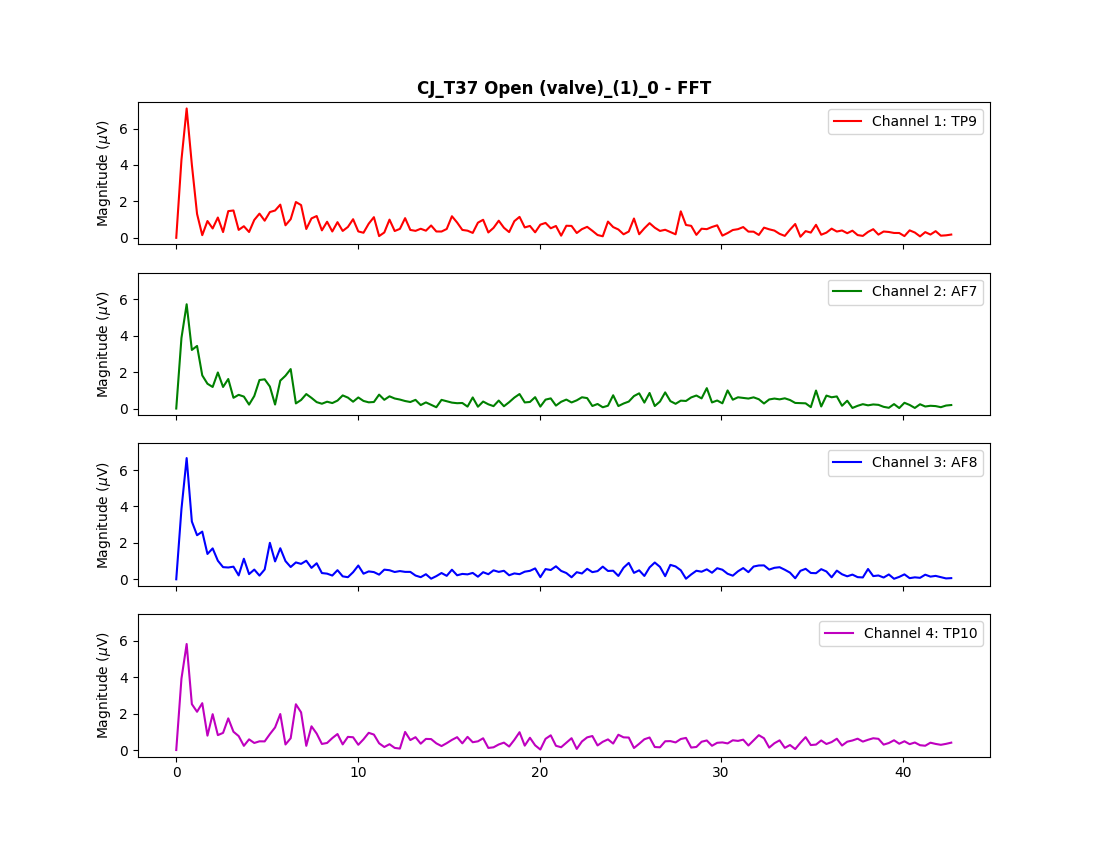 CJ_T37 Open (valve)_(1)_0 - FFT
Magnitude (μV)
6
4
2
0
Channel 1: TP9
Magnitude (μV)
6
4
2
0
Channel 2: AF7
Magnitude (μV)
6
4
2
0
Channel 3: AF8
Magnitude (μV)
6
4
2
0
Channel 4: TP10
0 10 20 30 40